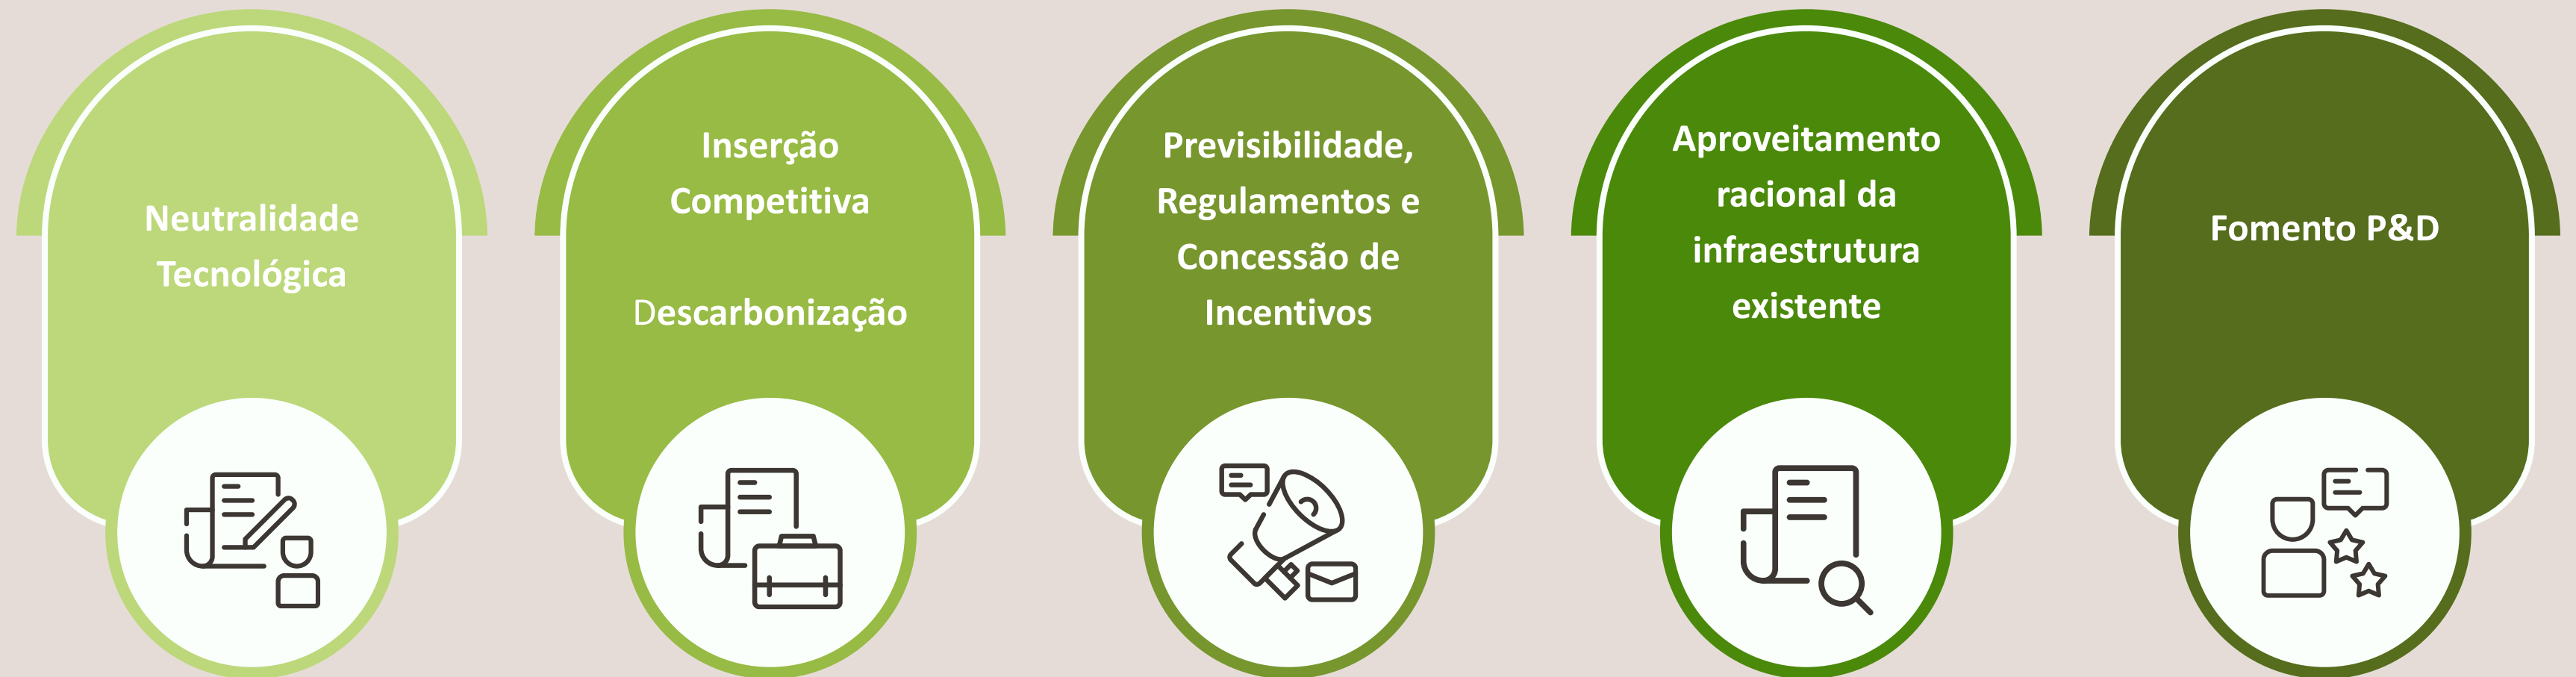 Neutralidade
Tecnológica
Inserção
Competitiva
Descarbonização
Previsibilidade,
Regulamentos e
Concessão de
Incentivos
Aproveitamento
racional da
infraestrutura
existente
Fomento P&D